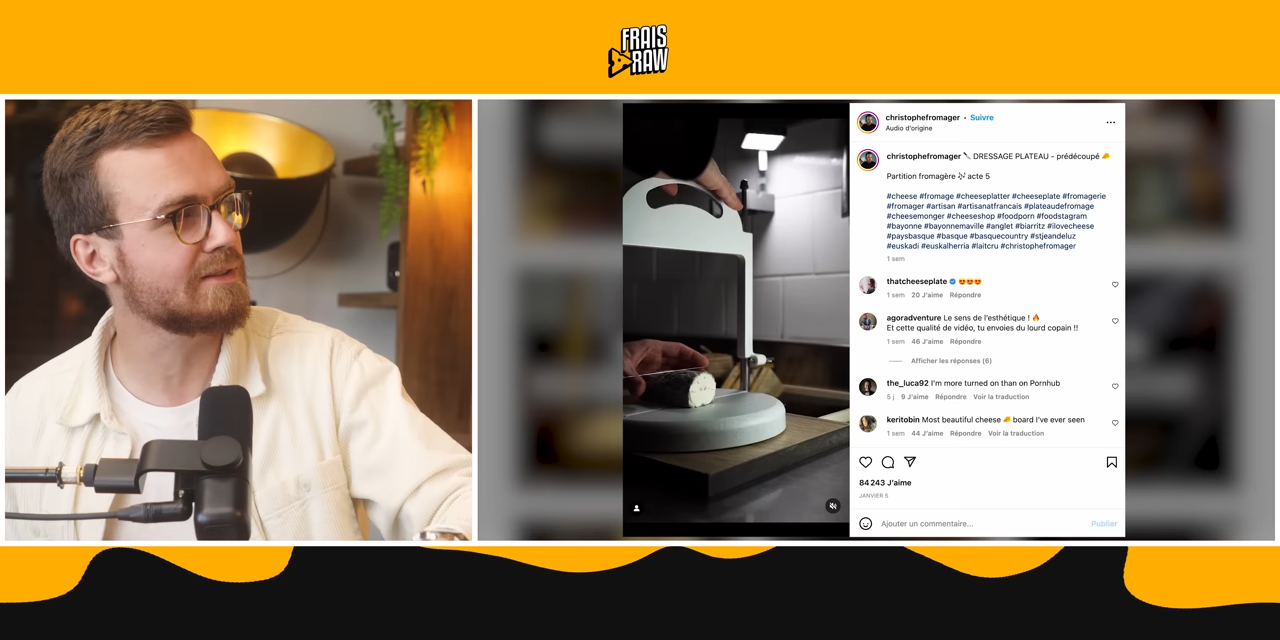 FRAIS
RAW
christophefromager • Suivre
Audio d'origine
christophefromager 🔪 DRESSAGE PLATEAU - prédécoupé 🧀
Partition fromagère 🎶 acte 5
#cheese #fromage #cheeseplatter #cheeseplate #fromagerie
#fromager #artisan #artisanatfrancais #plateaudefromage
#cheesemonger #cheeseshop #foodporn #foodstagram
#bayonne #bayonnemaville #anglet #biarritz #ilovecheese
#paysbasque #basque #basquecountry #stjeandeluz
#euskadi #euskalherria #laitcru #christophefromager
1 sem
thatcheeseplate 😍😍😍
1 sem 20 J'aime Répondre
agoradventure Le sens de l'esthétique ! 🔥
Et cette qualité de vidéo, tu envoies du lourd copain !!
1 sem 46 J'aime Répondre
Afficher les réponses (6)
the_luca92 I'm more turned on than on Pornhub
5 j 9 J'aime Répondre Voir la traduction
keritobin Most beautiful cheese 🧀 board I've ever seen
1 sem 44 J'aime Répondre Voir la traduction
84 243 J'aime
JANVIER 5
Ajouter un commentaire... Publier